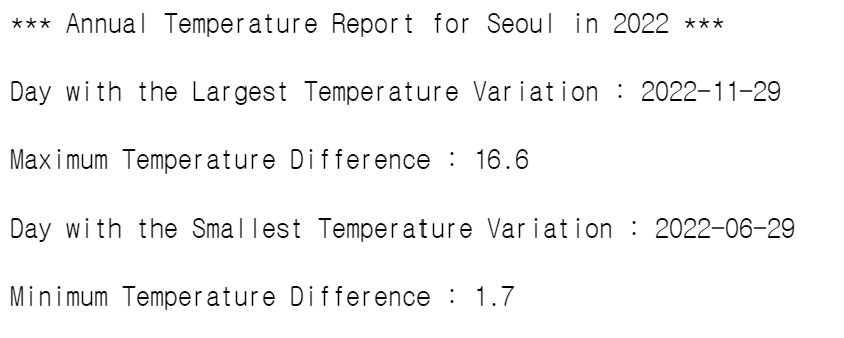 *** Annual Temperature Report for Seoul in 2022 ***
Day with the Largest Temperature Variation : 2022-11-29
Maximum Temperature Difference : 16.6
Day with the Smallest Temperature Variation : 2022-06-29
Minimum Temperature Difference : 1.7